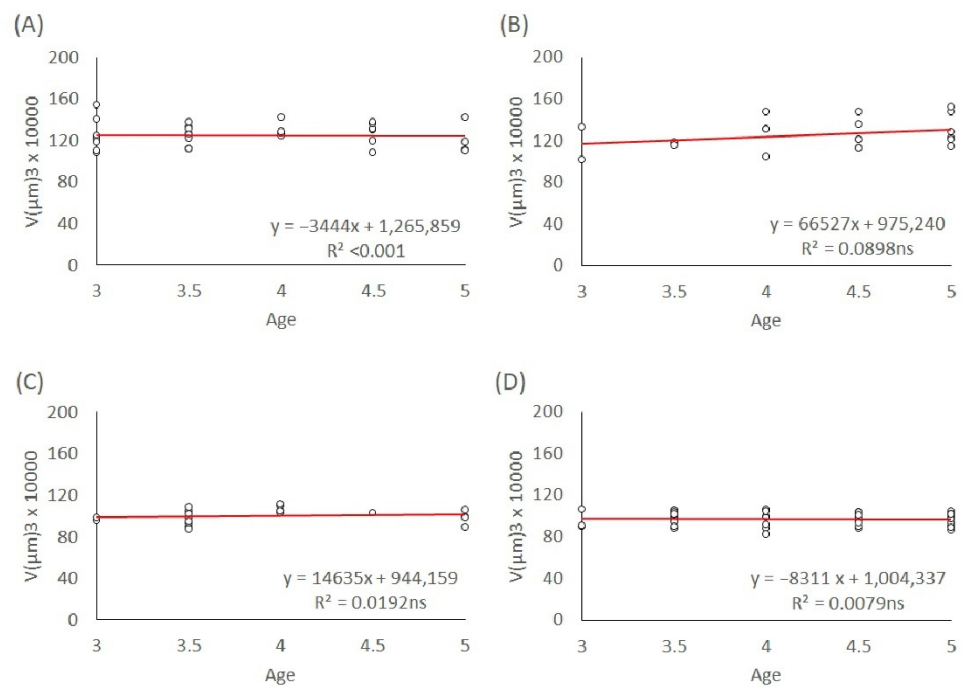 (A)
V(µm)3 x 10000
200
160
120
80
40
0
y = −3444x + 1,265,859
R² <0.001
3 3.5 4 4.5 5
Age
(B)
V(µm)3 x 10000
200
160
120
80
40
0
y = 66527x + 975,240
R² = 0.0898ns
3 3.5 4 4.5 5
Age
(C)
V(µm)3 x 10000
200
160
120
80
40
0
y = 14635x + 944,159
R² = 0.0192ns
3 3.5 4 4.5 5
Age
(D)
V(µm)3 x 10000
200
160
120
80
40
0
y = −8311 x + 1,004,337
R² = 0.0079ns
3 3.5 4 4.5 5
Age